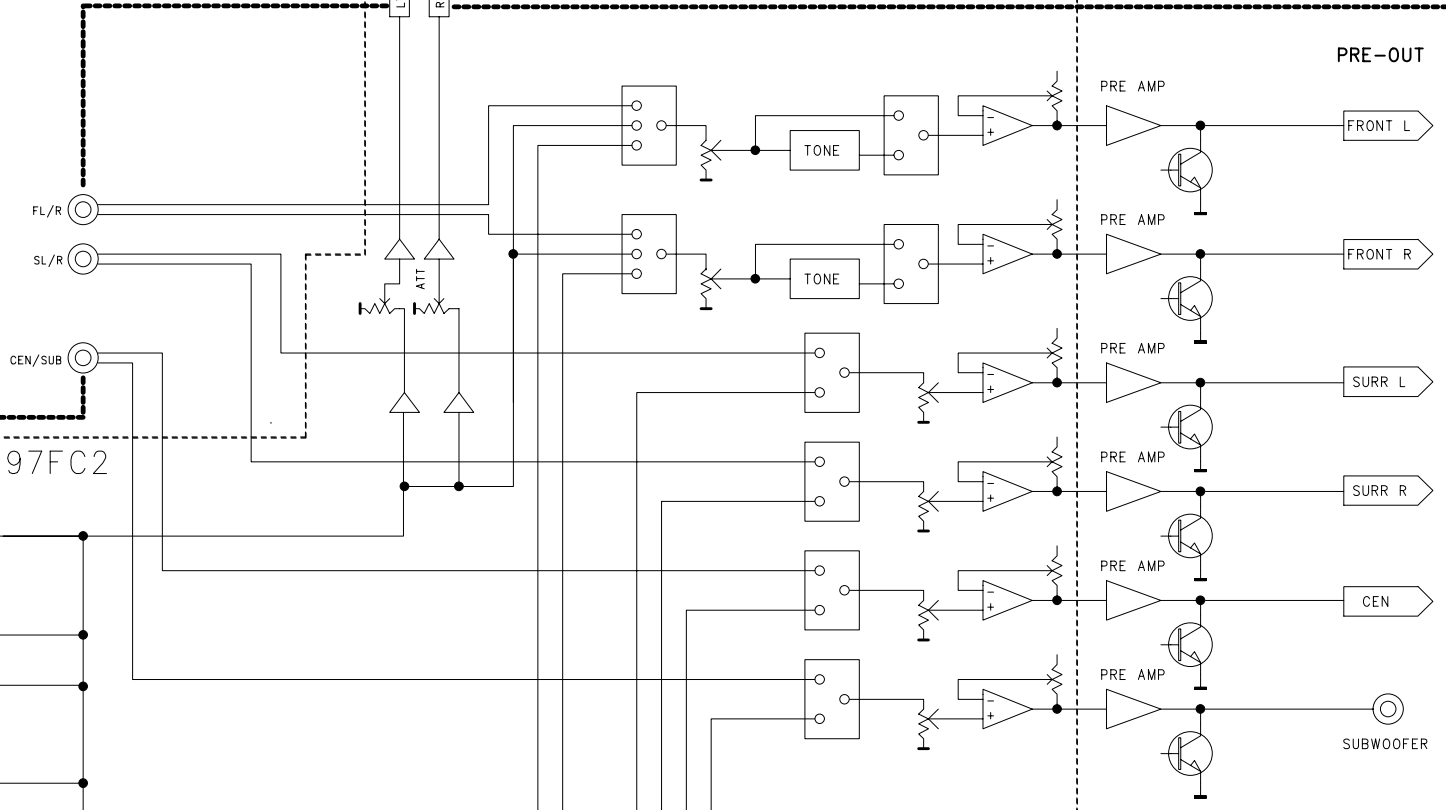 L
R
PRE-OUT
PRE AMP
FRONT L
TONE
FL/R
PRE AMP
SL/R
FRONT R
ATT
TONE
PRE AMP
CEN/SUB
SURR L
PRE AMP
97FC2
SURR R
PRE AMP
CEN
PRE AMP
SUBWOOFER